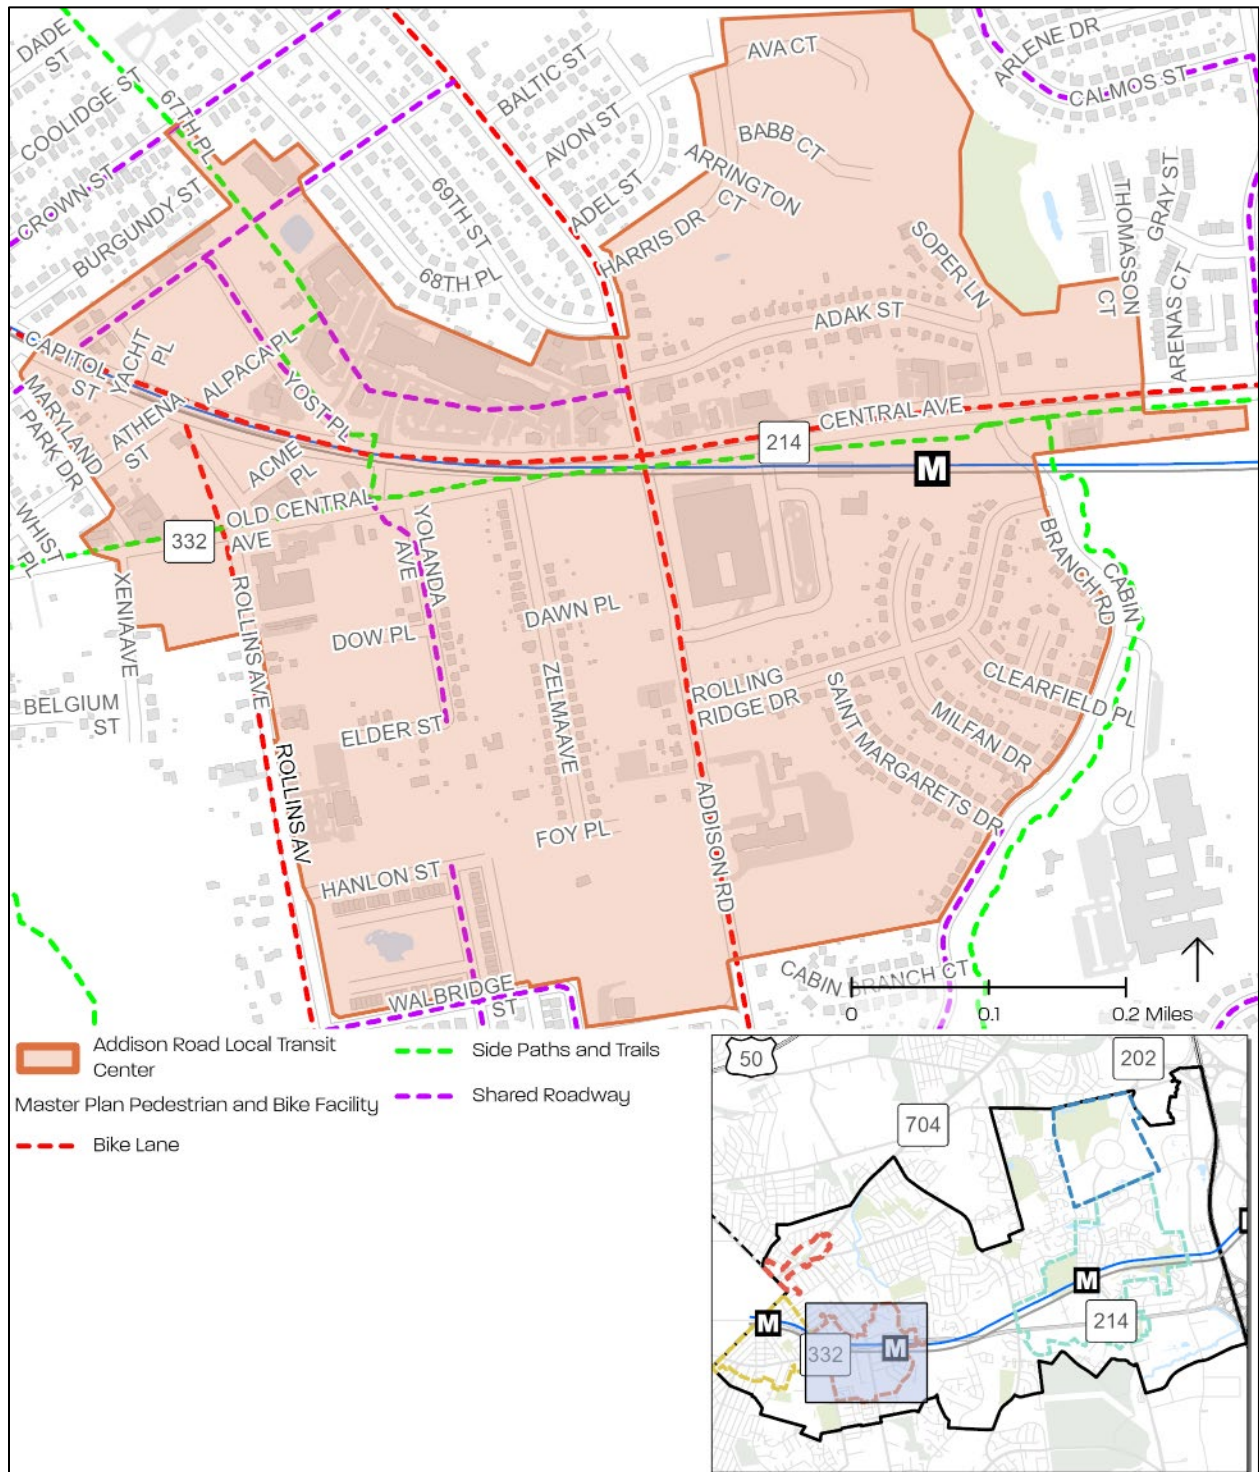 DADE
ST
COOLIDGE ST
67TH PL
CROWN ST
BURGUNDY ST
69TH ST
68TH PL
BALTIC ST
AVON ST
ADEL ST
HARRIS DR
AVA CT
BABB CT
ARRINGTON
CT
ARLENE DR
CALMOS ST
SOPER LN
THOMASSON
CT
GRAY ST
ARENAS CT
ADAK ST
CAPITOL
ST
YACHT
PL
ALPACA PL
YOST PL
ATHENA
ST
ACME
PL
MARYLAND
PARK DR
CENTRAL AVE
214
M
OLD CENTRAL
AVE
332
WHIST
PL
XENIA AVE
ROLLINS AVE
YOLANDA
AVE
DAWN PL
DOW PL
ZELMA AVE
ELDER ST
BELGIUM
ST
ROLLINS AV
BRANCH RD
CABIN
ROLLING
RIDGE DR
CLEARFIELD PL
MILFAN DR
SAINT MARGARETS DR
FOY PL
HANLON ST
ADDISON RD
WALBRIDGE
ST
CABIN BRANCH CT
0 0.1 0.2 Miles
Addison Road Local Transit
Center
Master Plan Pedestrian and Bike Facility
Bike Lane
Side Paths and Trails
Shared Roadway
50
202
704
M
214
M
332
M